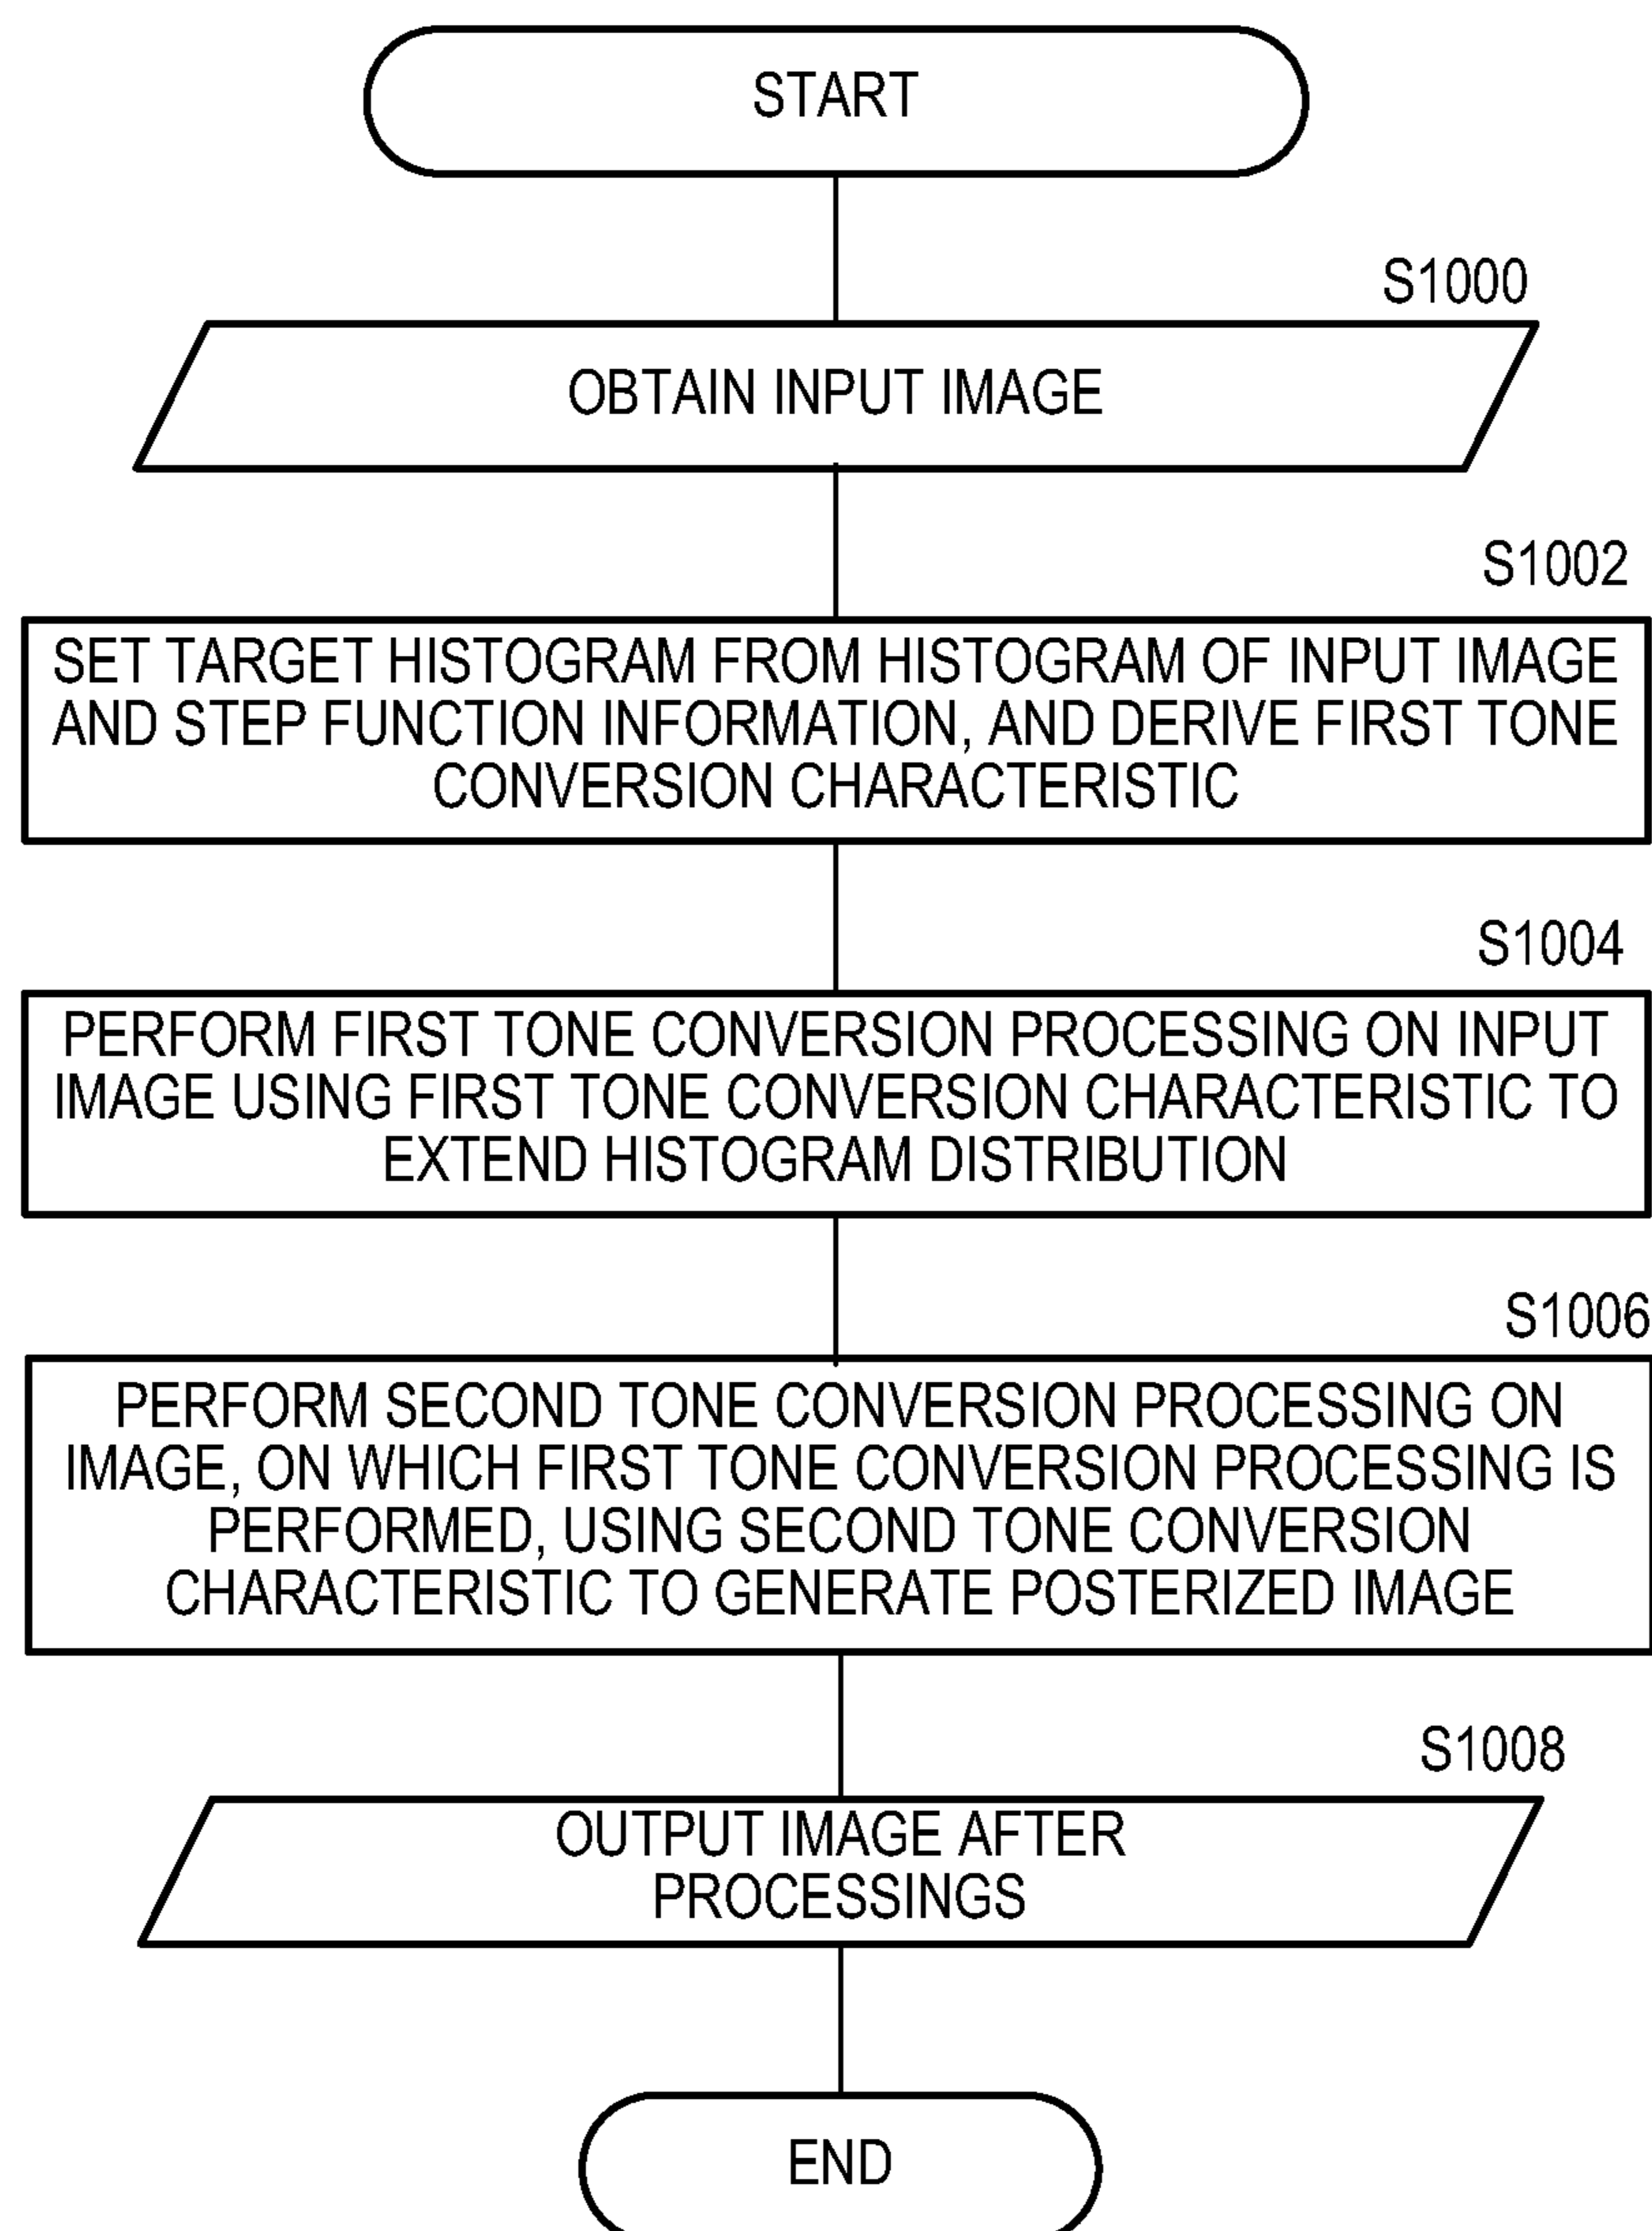 START
S1000
OBTAIN INPUT IMAGE
S1002
SET TARGET HISTOGRAM FROM HISTOGRAM OF INPUT IMAGE
AND STEP FUNCTION INFORMATION, AND DERIVE FIRST TONE
CONVERSION CHARACTERISTIC
S1004
PERFORM FIRST TONE CONVERSION PROCESSING ON INPUT
IMAGE USING FIRST TONE CONVERSION CHARACTERISTIC TO
EXTEND HISTOGRAM DISTRIBUTION
S1006
PERFORM SECOND TONE CONVERSION PROCESSING ON
IMAGE, ON WHICH FIRST TONE CONVERSION PROCESSING IS
PERFORMED, USING SECOND TONE CONVERSION
CHARACTERISTIC TO GENERATE POSTERIZED IMAGE
S1008
OUTPUT IMAGE AFTER
PROCESSINGS
END